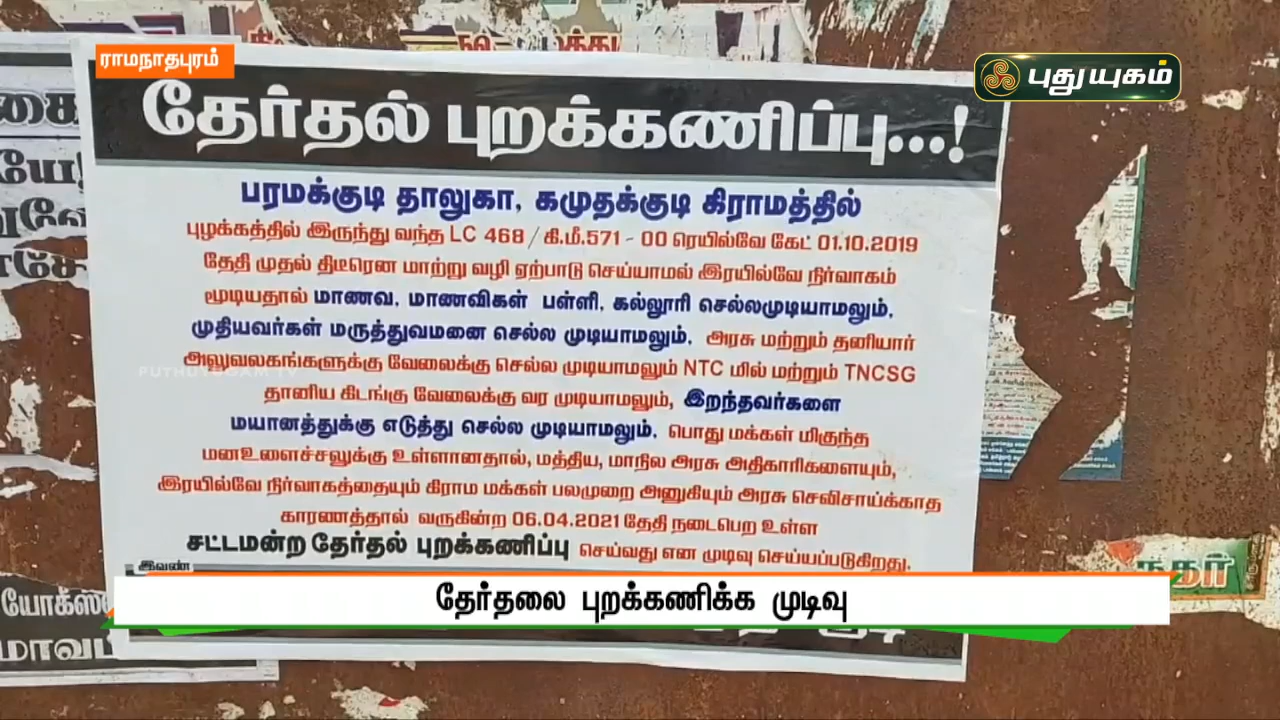 ராமநாதபுரம்
புதுயுகம்
தேர்தல் புறக்கணிப்பு...!
பரமக்குடி தாலுகா, கமுதக்குடி கிராமத்தில்
புழக்கத்தில் இருந்து வந்த LC 468 / கி.மீ.571 - 00 ரெயில்வே கேட் 01.10.2019
தேதி முதல் திடீரென மாற்று வழி ஏற்பாடு செய்யாமல் இரயில்வே நிர்வாகம்
மூடியதால் மாணவ, மாணவிகள் பள்ளி, கல்லூரி செல்லமுடியாமலும்,
முதியவர்கள் மருத்துவமனை செல்ல முடியாமலும், அரசு மற்றும் தனியார்
அலுவலகங்களுக்கு வேலைக்கு செல்ல முடியாமலும் NTC மில் மற்றும் TNCSG
தானிய கிடங்கு வேலைக்கு வர முடியாமலும், இறந்தவர்களை
மயானத்துக்கு எடுத்து செல்ல முடியாமலும், பொது மக்கள் மிகுந்த
மனஉளைச்சலுக்கு உள்ளானதால், மத்திய, மாநில அரசு அதிகாரிகளையும்,
இரயில்வே நிர்வாகத்தையும் கிராம மக்கள் பலமுறை அனுகியும் அரசு செவிசாய்க்காத
காரணத்தால் வருகின்ற 06.04.2021 தேதி நடைபெற உள்ள
சட்டமன்ற தேர்தல் புறக்கணிப்பு செய்வது என முடிவு செய்யப்படுகிறது.
இவண்
PUTHUYUGAM TV
தேர்தலை புறக்கணிக்க முடிவு